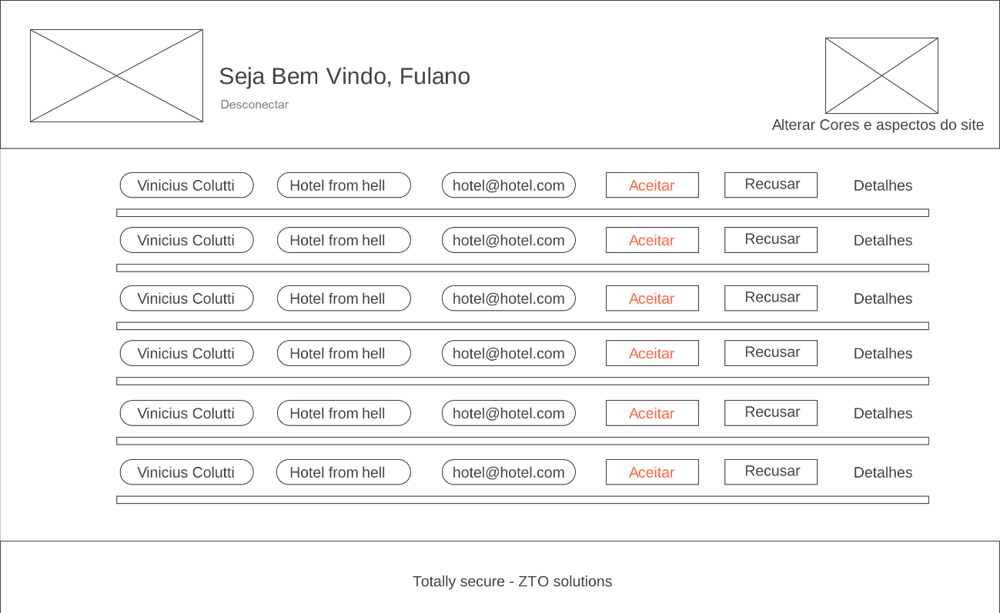 Seja Bem Vindo, Fulano
Desconectar
Alterar Cores e aspectos do site
Vinicius Colutti Hotel from hell hotel@hotel.com Aceitar Recusar Detalhes
Vinicius Colutti Hotel from hell hotel@hotel.com Aceitar Recusar Detalhes
Vinicius Colutti Hotel from hell hotel@hotel.com Aceitar Recusar Detalhes
Vinicius Colutti Hotel from hell hotel@hotel.com Aceitar Recusar Detalhes
Vinicius Colutti Hotel from hell hotel@hotel.com Aceitar Recusar Detalhes
Vinicius Colutti Hotel from hell hotel@hotel.com Aceitar Recusar Detalhes
Totally secure - ZTO solutions